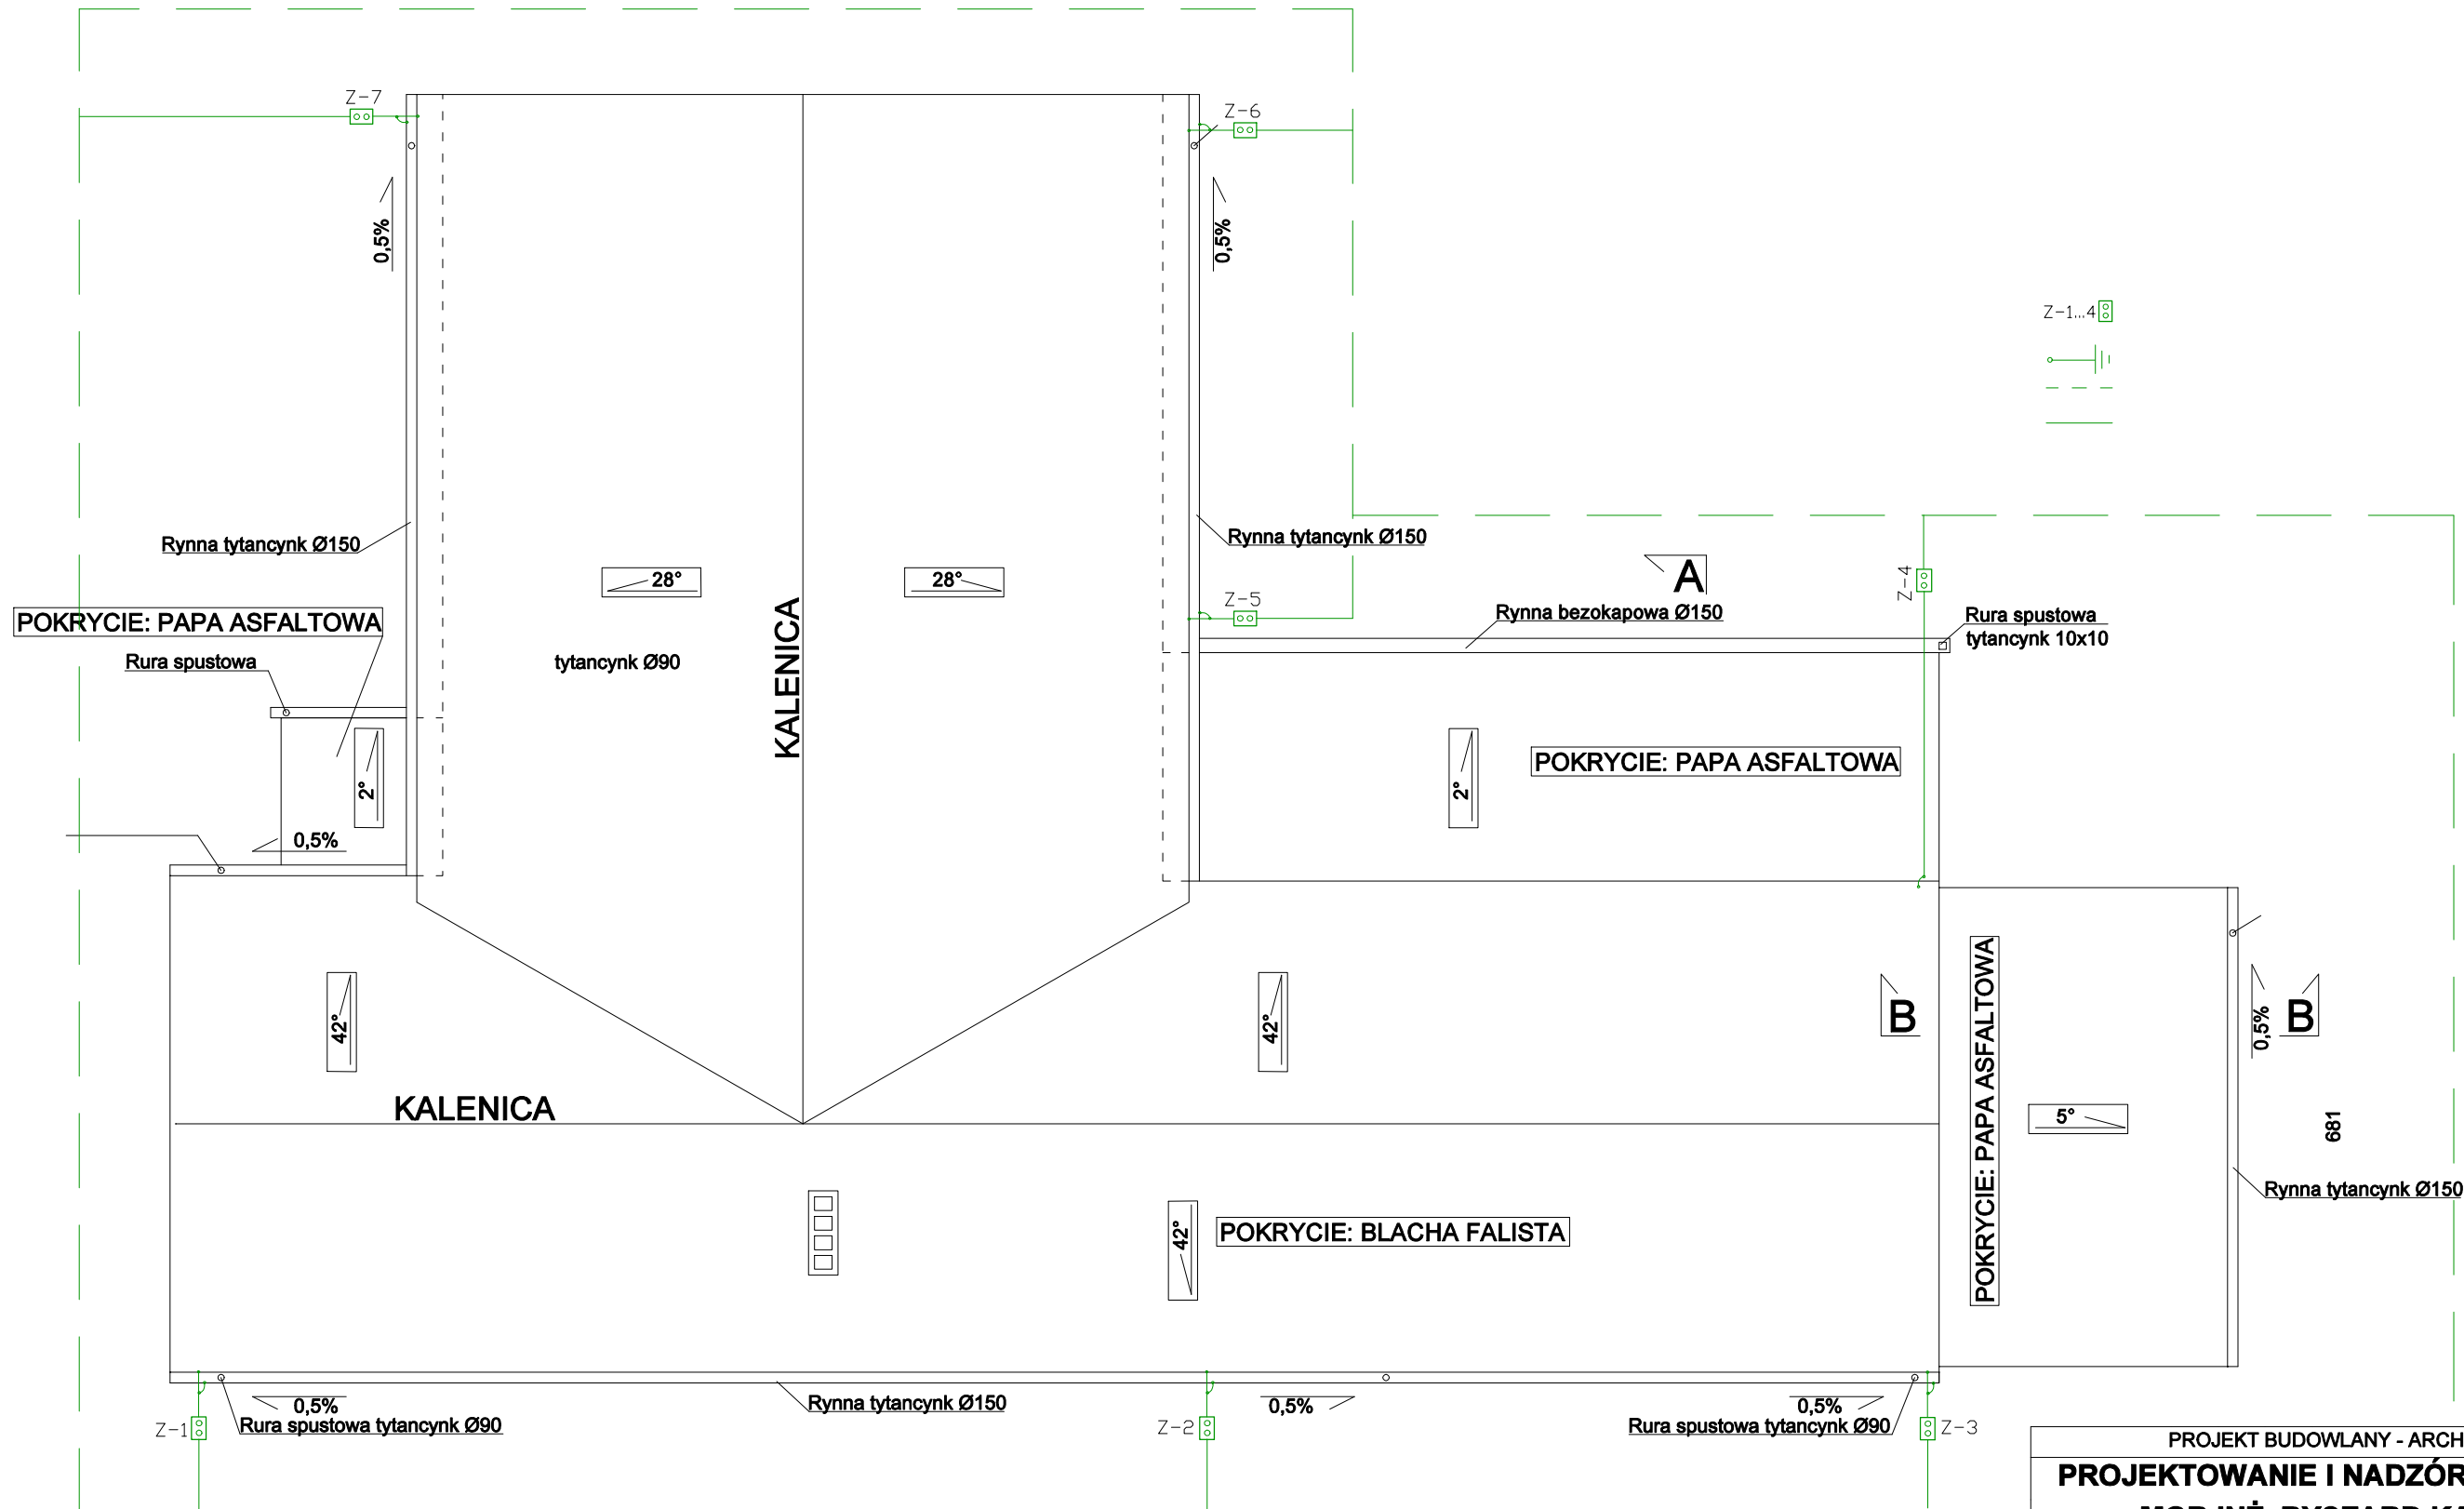 Z-7
Z-6
0,5%
0,5%
Z-1...4
Rynna tytancynk Ø150
Rynna tytancynk Ø150
28°
28°
A
Z-4
Z-5
Rynna bezokapowa Ø150
Rura spustowa
tytancynk 10x10
POKRYCIE: PAPA ASFALTOWA
Rura spustowa
tytancynk Ø90
KALENICA
2°
2°
POKRYCIE: PAPA ASFALTOWA
0,5%
42°
42°
B
POKRYCIE: PAPA ASFALTOWA
0,5%
B
KALENICA
5°
681
Rynna tytancynk Ø150
42°
POKRYCIE: BLACHA FALISTA
0,5%
Rynna tytancynk Ø150
0,5%
0,5%
Z-1
Rura spustowa tytancynk Ø90
Z-2
Rura spustowa tytancynk Ø90
Z-3
PROJEKT BUDOWLANY - ARCH
PROJEKTOWANIE I NADZÓR